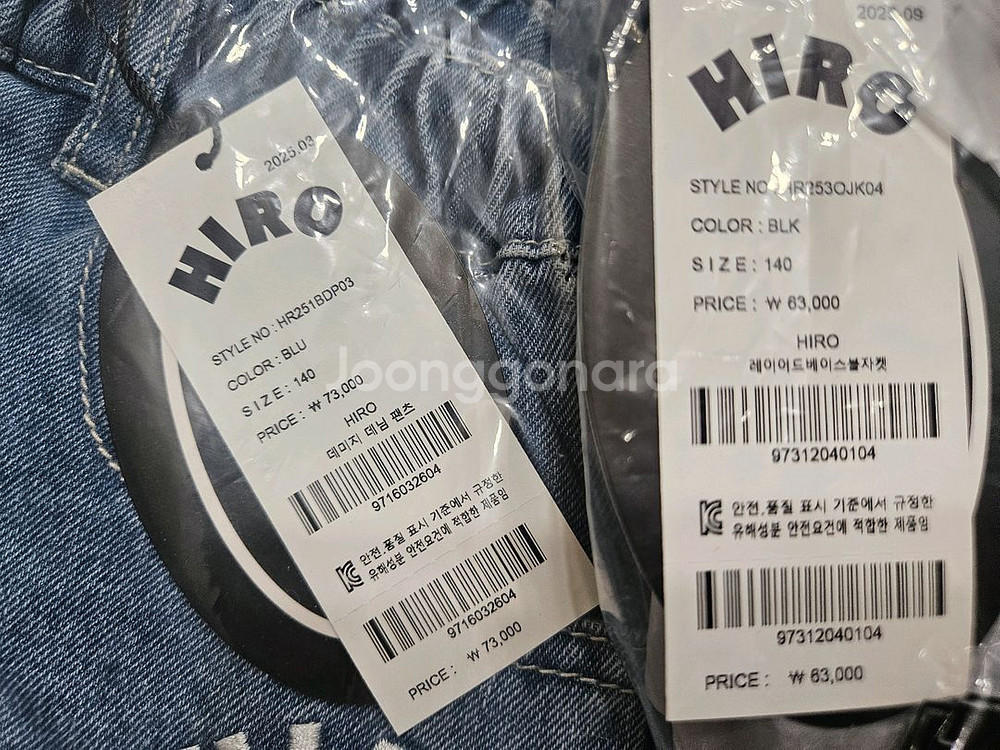 2025.03
HIRO
STYLE NO : HR251BDP03
COLOR : BLU
SIZE : 140
PRICE : ₩ 73,000
HIRO
데미지 데님 팬츠
9716032604
안전.품질 표시 기준에서 규정한
유해성분 안전요건에 적합한 제품임
9716032604
PRICE : ₩ 73,000
2025.09
HiRO
STYLE NO HR253OJK04
COLOR : BLK
SIZE : 140
PRICE : ₩ 63,000
HIRO
레이어드베이스볼자켓
97312040104
안전.품질 표시 기준에서 규정한
유해성분 안전요건에 적합한 제품임
97312040104
PRICE : ₩ 63,000
Joonggonara